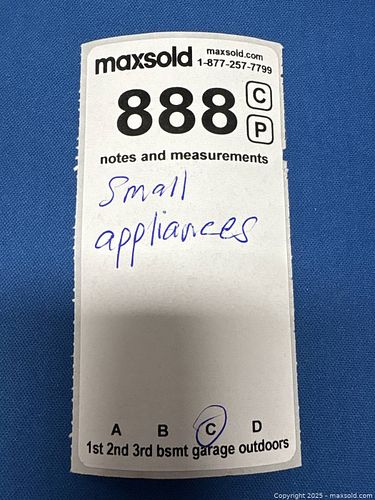 maxsold maxsold.com
1-877-257-7799
888 C
P
notes and measurements
Small
appliances
A B C D
1st 2nd 3rd bsmt garage outdoors
Copyright 2025 - maxsold.com